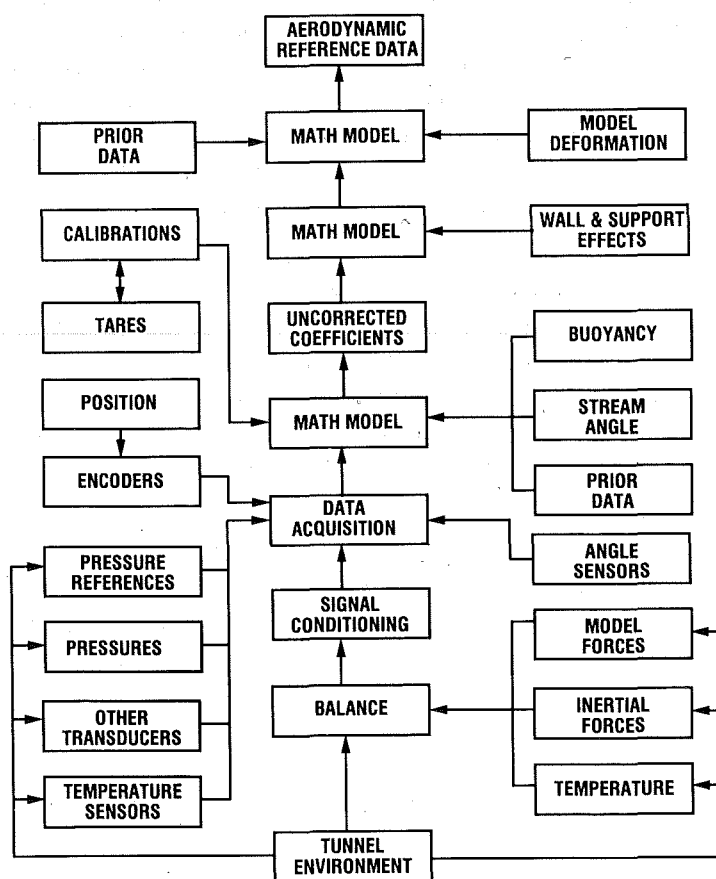 AERODYNAMIC
REFERENCE DATA
PRIOR
DATA
MATH MODEL
MODEL
DEFORMATION
CALIBRATIONS
MATH MODEL
WALL & SUPPORT
EFFECTS
TARES
UNCORRECTED
COEFFICIENTS
BUOYANCY
POSITION
MATH MODEL
STREAM
ANGLE
ENCODERS
DATA
ACQUISITION
PRIOR
DATA
PRESSURE
REFERENCES
SIGNAL
CONDITIONING
ANGLE
SENSORS
PRESSURES
MODEL
FORCES
OTHER
TRANSDUCERS
BALANCE
INERTIAL
FORCES
TEMPERATURE
SENSORS
TEMPERATURE
TUNNEL
ENVIRONMENT